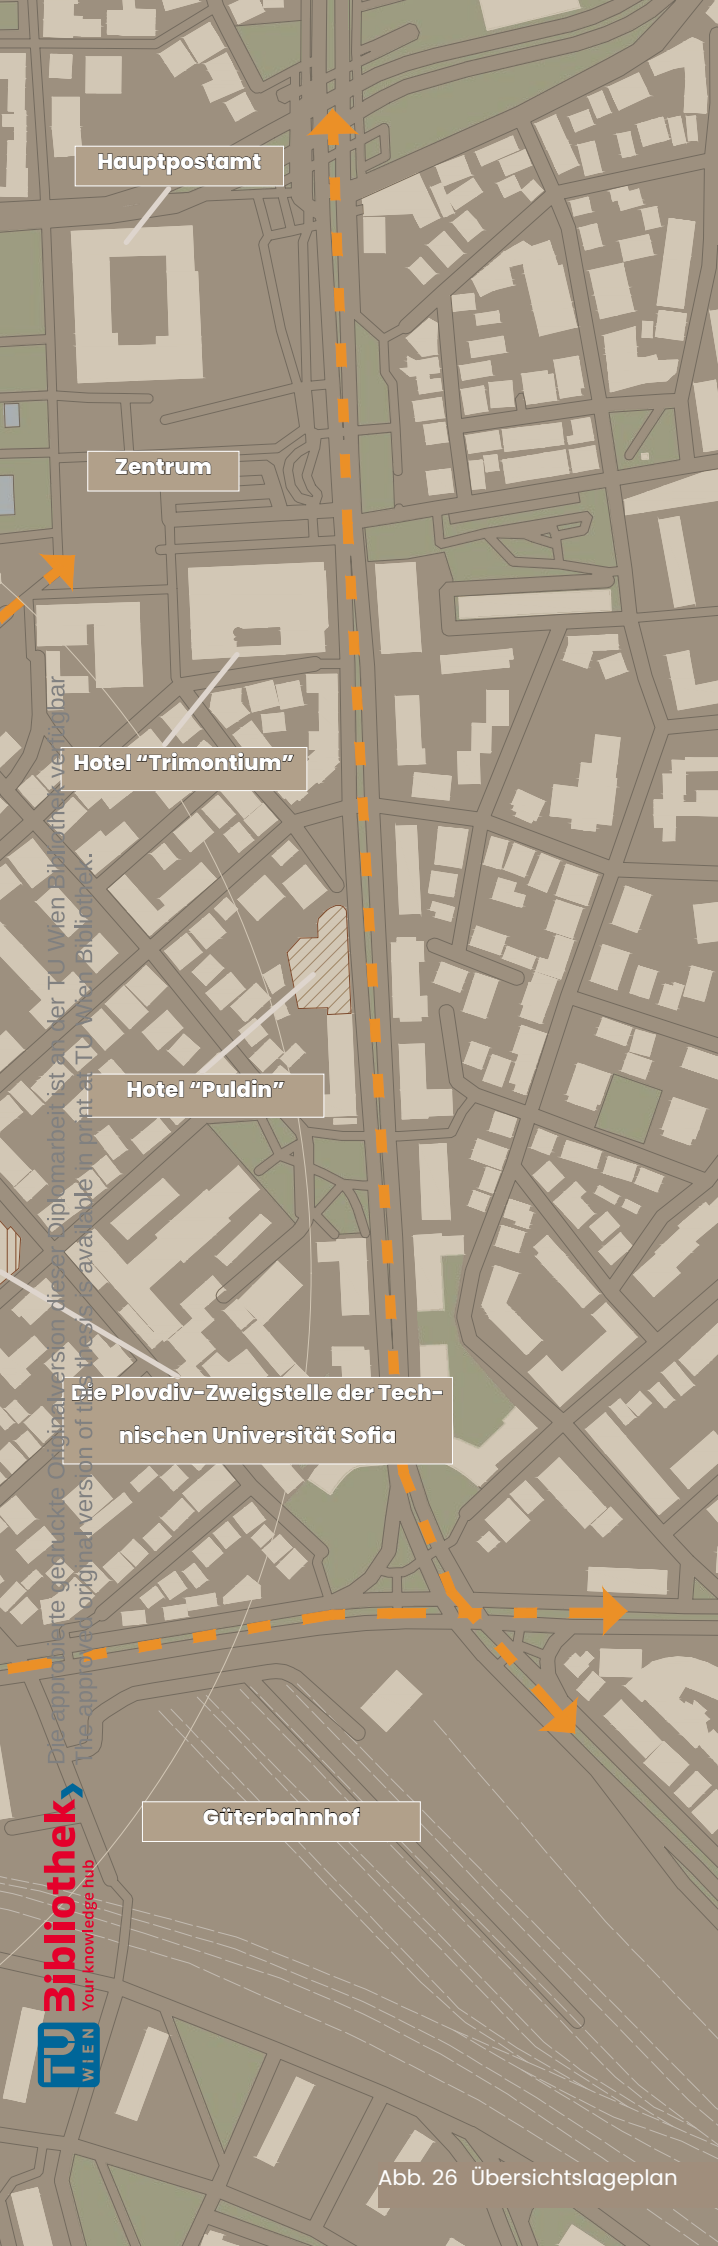 Hauptpostamt
Zentrum
Hotel “Trimontium”
Hotel “Puldin”
Die Plovdiv-Zweigstelle der Tech-
nischen Universität Sofia
Güterbahnhof
Abb. 26 Übersichtslageplan
Die approbierte gedruckte Originalversion dieser Diplomarbeit ist an der TU Wien Bibliothek verfügbar
The approved original version of this thesis is available in print at TU Wien Bibliothek.
Bibliothek
Your knowledge hub
TU
WIEN